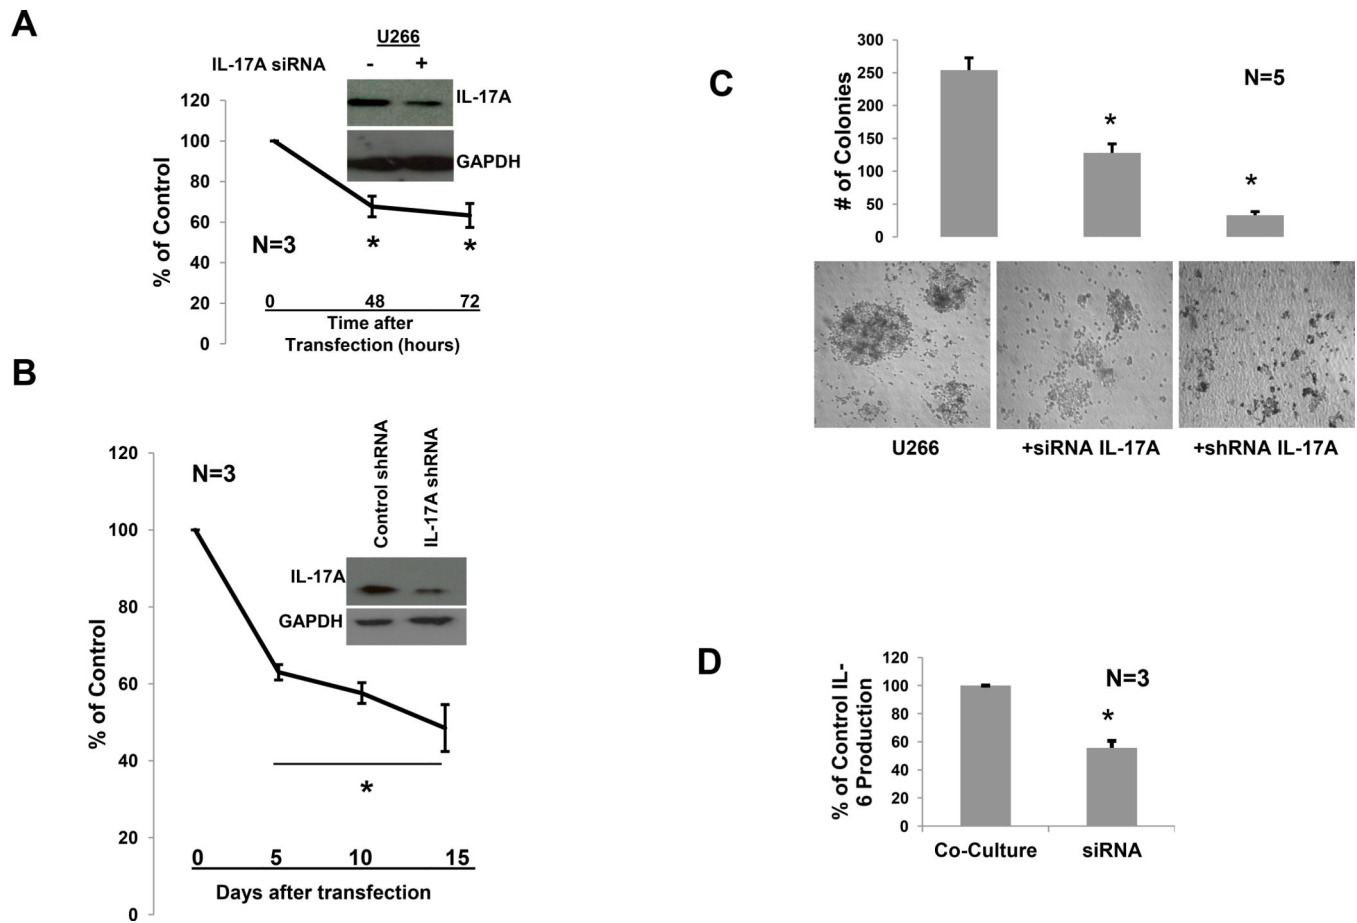 A
U266
IL-17A siRNA - +
IL-17A
GAPDH
% of Control
120
100
80
60
40
20
0
N=3
*
*
0 48 72
Time after
Transfection (hours)
B
% of Control
120
100
80
60
40
20
0
N=3
Control shRNA
IL-17A shRNA
IL-17A
GAPDH
*
0 5 10 15
Days after transfection
C
# of Colonies
300
250
200
150
100
50
0
N=5
*
*
U266 +siRNA IL-17A +shRNA IL-17A
D
% of Control IL-
6 Production
120
100
80
60
40
20
0
N=3
*
Co-Culture siRNA